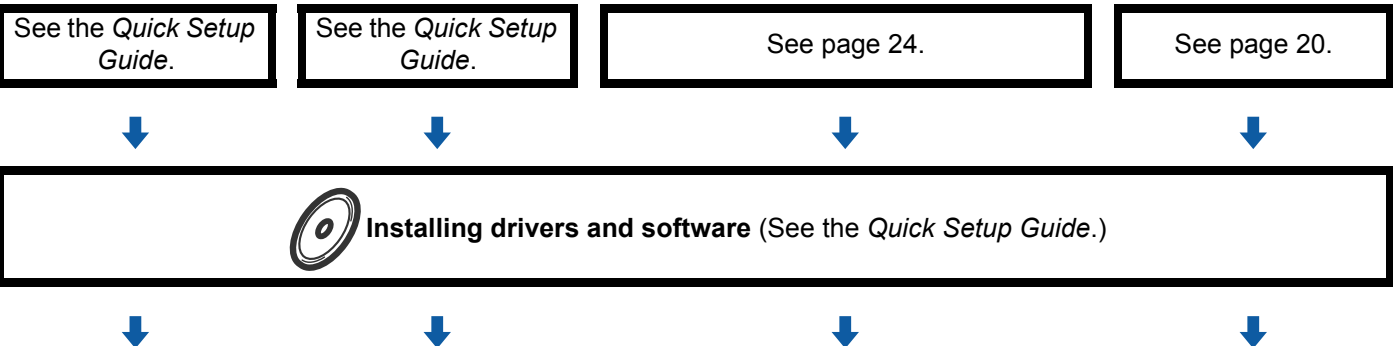 See the Quick Setup
Guide.
See the Quick Setup
Guide.
See page 24.
See page 20.
Installing drivers and software (See the Quick Setup Guide.)